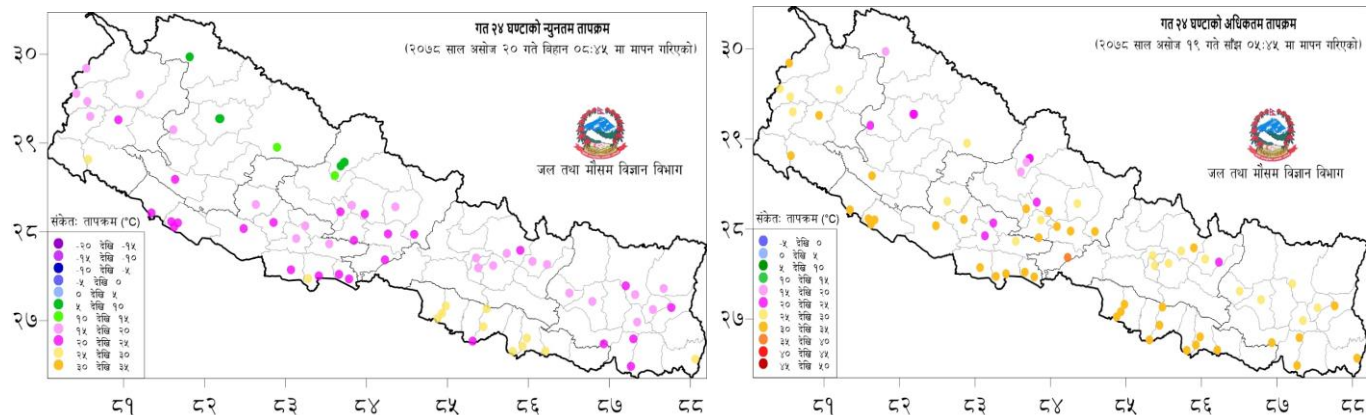 गत २४ घण्टाको न्युनतम तापक्रम
(२०७८ साल असोज २० गते बिहान ०८:४५ मा मापन गरिएको)
३०
२९
२८
२७
जल तथा मौसम विज्ञान विभाग
संकेतः तापक्रम (°C)
-२० देखि -१५
-१५ देखि -१०
-१० देखि -५
-५ देखि ०
० देखि ५
५ देखि १०
१० देखि १५
१५ देखि २०
२० देखि २५
२५ देखि ३०
३० देखि ३५
८१ ८२ ८३ ८४ ८५ ८६ ८७ ८८
गत २४ घण्टाको अधिकतम तापक्रम
(२०७८ साल असोज १९ गते साँझ ०५:४५ मा मापन गरिएको)
३०
२९
२८
२७
जल तथा मौसम विज्ञान विभाग
संकेतः तापक्रम (°C)
-५ देखि ०
० देखि ५
५ देखि १०
१० देखि १५
१५ देखि २०
२० देखि २५
२५ देखि ३०
३० देखि ३५
३५ देखि ४०
४० देखि ४५
४५ देखि ५०
८१ ८२ ८३ ८४ ८५ ८६ ८७ ८८